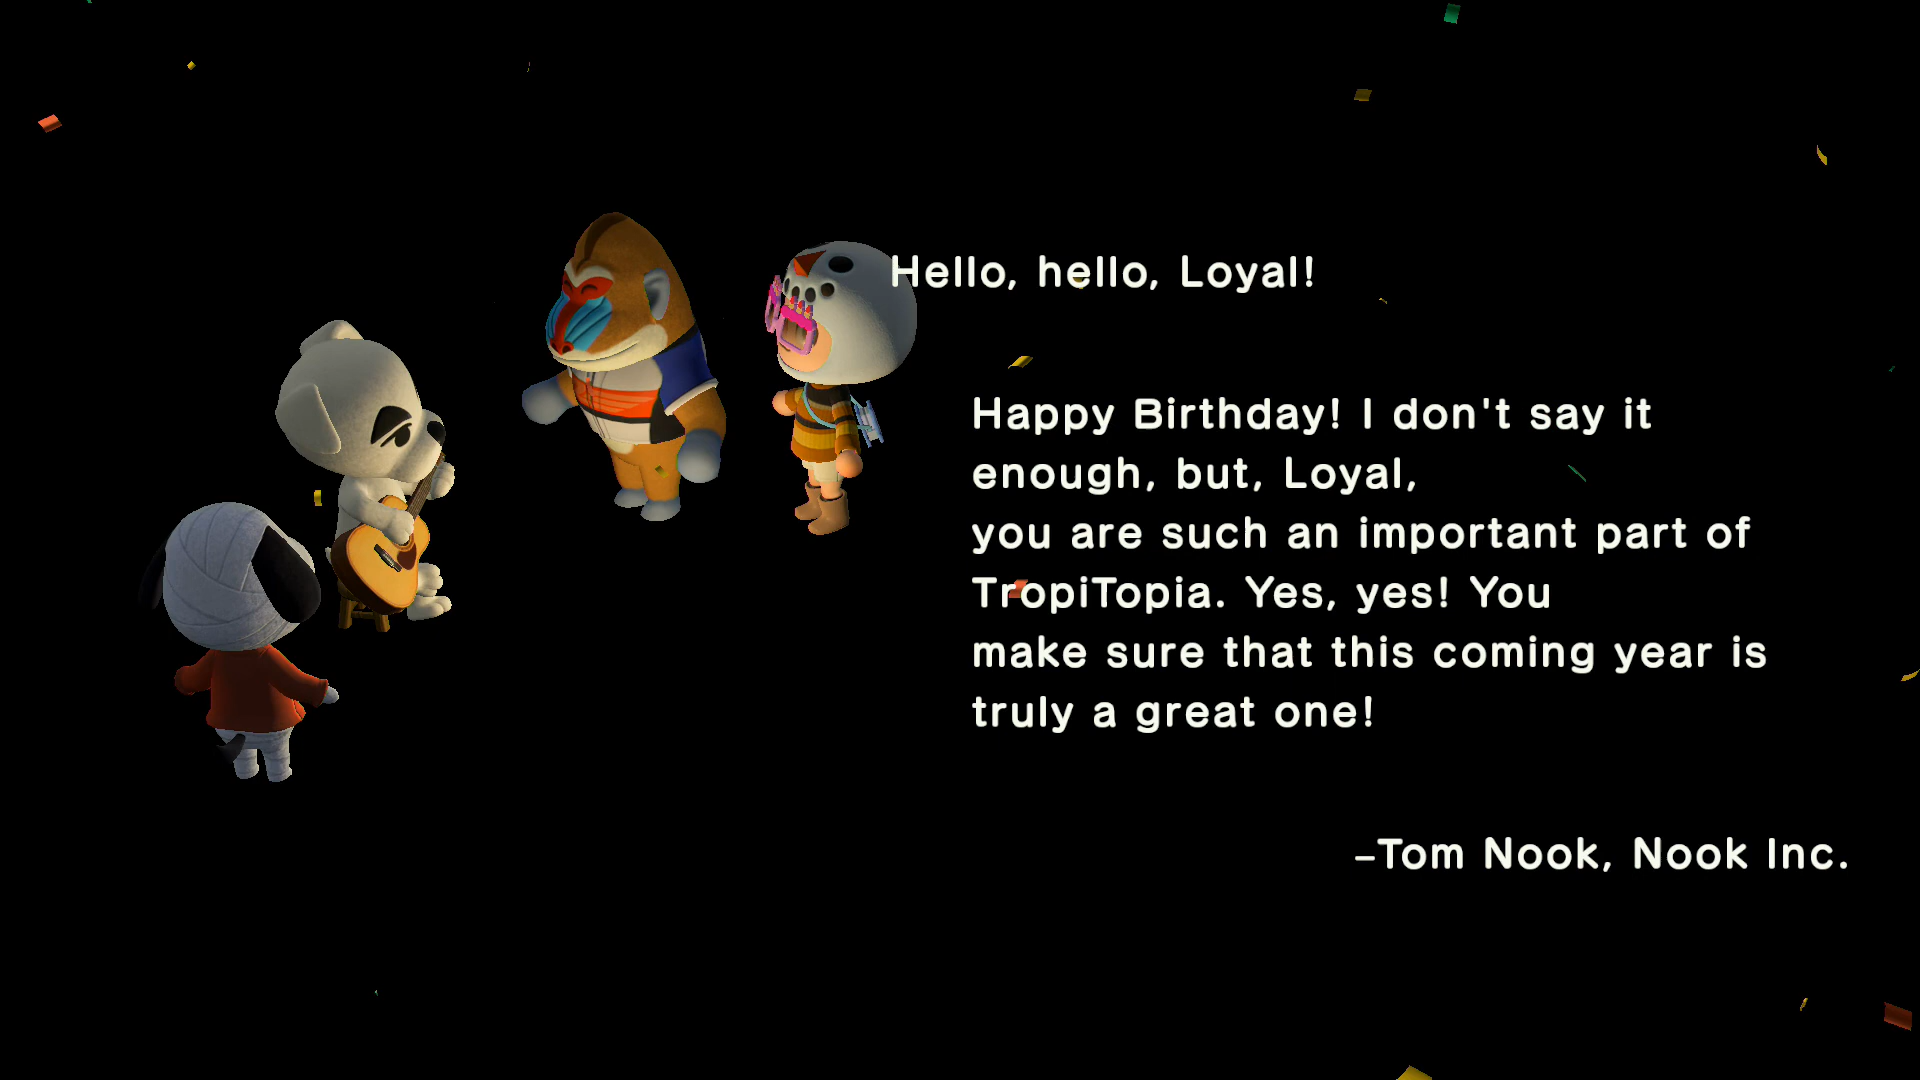 Hello, hello, Loyal!
Happy Birthday! I don't say it
enough, but, Loyal,
you are such an important part of
TropiTopia. Yes, yes! You
make sure that this coming year is
truly a great one!
–Tom Nook, Nook Inc.